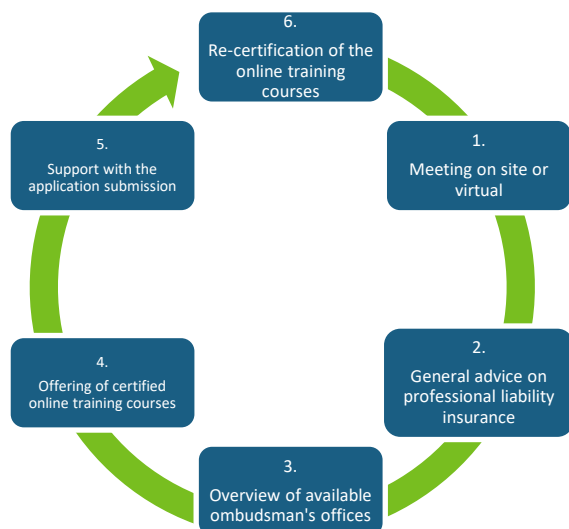 6.
Re-certification of the
online training
courses
1.
Meeting on site or
virtual
2.
General advice on
professional liability
insurance
3.
Overview of available
ombudsman's offices
4.
Offering of certified
online training courses
5.
Support with the
application submission